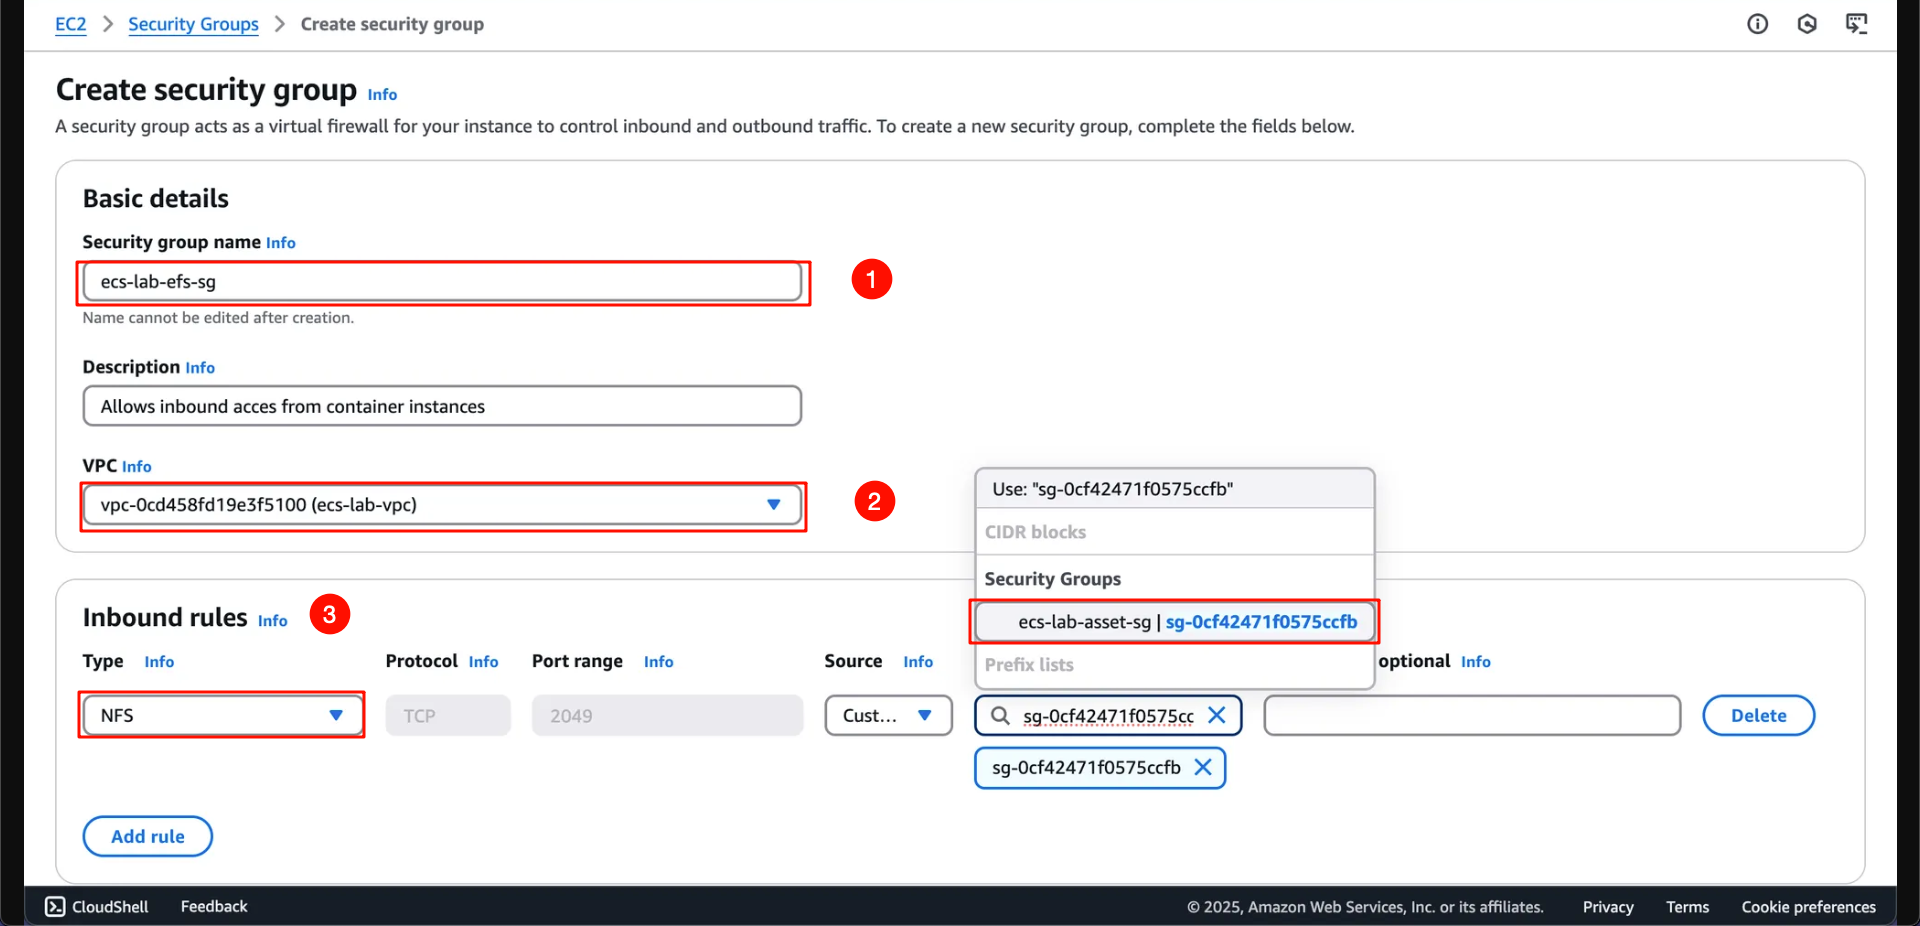 EC2 > Security Groups > Create security group
Create security group Info
A security group acts as a virtual firewall for your instance to control inbound and outbound traffic. To create a new security group, complete the fields below.
Basic details
Security group name Info
ecs-lab-efs-sg
1
Name cannot be edited after creation.
Description Info
Allows inbound acces from container instances
VPC Info
vpc-0cd458fd19e3f5100 (ecs-lab-vpc)
2
Use: "sg-0cf42471f0575ccfb"
CIDR blocks
Security Groups
ecs-lab-asset-sg | sg-0cf42471f0575ccfb
Prefix lists
Inbound rules Info
3
Type Info Protocol Info Port range Info Source Info optional Info
NFS TCP 2049 Cust... sg-0cf42471f0575cc Delete
sg-0cf42471f0575ccfb
Add rule
CloudShell Feedback © 2025, Amazon Web Services, Inc. or its affiliates. Privacy Terms Cookie preferences